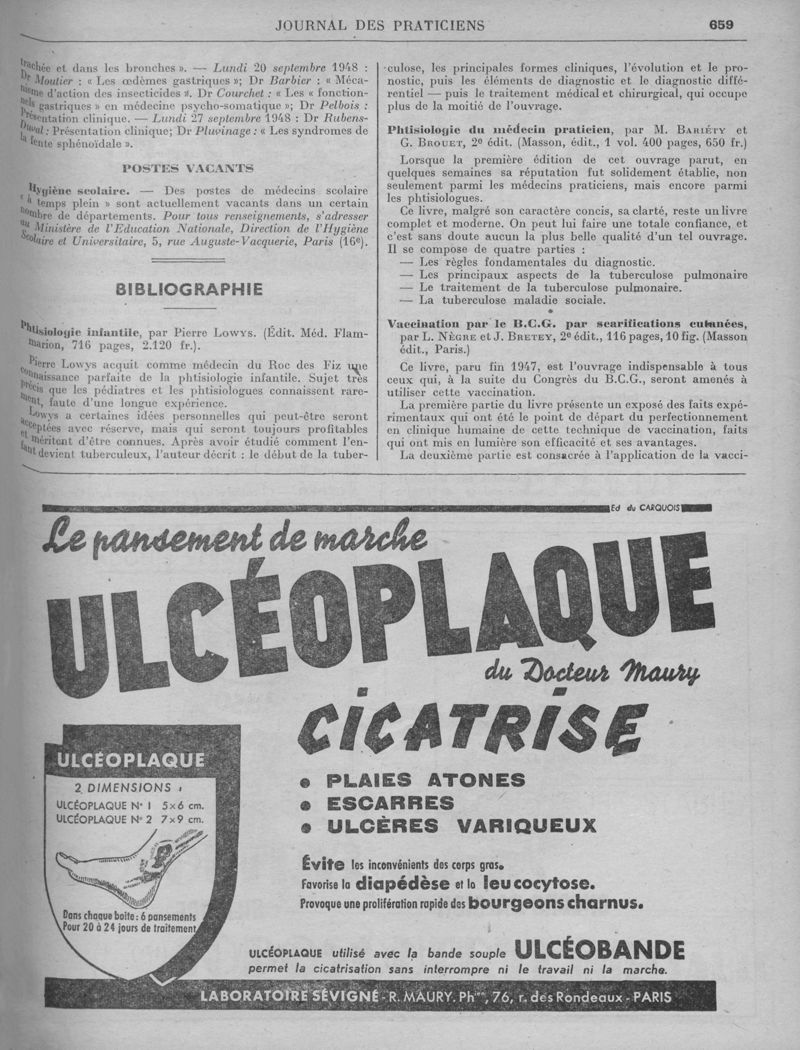 JOURNAL DES PRATICIENS
659
trachée et dans les bronches ». — Lundi 20 septembre 1948 :
Dr Moutier : « Les œdèmes gastriques »; Dr Barbier : « Méca-
nisme d'action des insecticides ». Dr Courchet : « Les « fonction-
nels gastriques » en médecine psycho-somatique »; Dr Pelbois :
Présentation clinique. — Lundi 27 septembre 1948 : Dr Rubens-
Duval : Présentation clinique; Dr Pluvinage : « Les syndromes de
la fente sphénoïdale ».
POSTES VACANTS
Hygiène scolaire. — Des postes de médecins scolaire
« à temps plein » sont actuellement vacants dans un certain
nombre de départements. Pour tous renseignements, s'adresser
au Ministère de l'Education Nationale, Direction de l'Hygiène
Scolaire et Universitaire, 5, rue Auguste-Vacquerie, Paris (16e).
BIBLIOGRAPHIE
Phtisiologie infantile, par Pierre Lowys. (Édit. Méd. Flam-
marion, 716 pages, 2.120 fr.).
Pierre Lowys acquit comme médecin du Roc des Fiz une
connaissance parfaite de la phtisiologie infantile. Sujet très
précis que les pédiatres et les phtisiologues connaissent rare-
ment, faute d'une longue expérience.
Lowys a certaines idées personnelles qui peut-être seront
acceptées avec réserve, mais qui seront toujours profitables
et méritent d'être connues. Après avoir étudié comment l'en-
fant devient tuberculeux, l'auteur décrit : le début de la tuber-
culose, les principales formes cliniques, l'évolution et le pro-
nostic, puis les éléments de diagnostic et le diagnostic diffé-
rentiel — puis le traitement médical et chirurgical, qui occupe
plus de la moitié de l'ouvrage.
Phtisiologie du médecin praticien, par M. BARIÉTY et
G. BROUET, 2e édit. (Masson, édit., 1 vol. 400 pages, 650 fr.)
Lorsque la première édition de cet ouvrage parut, en
quelques semaines sa réputation fut solidement établie, non
seulement parmi les médecins praticiens, mais encore parmi
les phtisiologues.
Ce livre, malgré son caractère concis, sa clarté, reste un livre
complet et moderne. On peut lui faire une totale confiance, et
c'est sans doute aucun la plus belle qualité d'un tel ouvrage.
Il se compose de quatre parties :
— Les règles fondamentales du diagnostic.
— Les principaux aspects de la tuberculose pulmonaire
— Le traitement de la tuberculose pulmonaire.
— La tuberculose maladie sociale.
*
Vaccination par le B.C.G. par scarifications cutanées,
par L. NÈGRE et J. BRETEY, 2e édit., 116 pages, 10 fig. (Masson
édit., Paris.)
Ce livre, paru fin 1947, est l'ouvrage indispensable à tous
ceux qui, à la suite du Congrès du B.C.G., seront amenés à
utiliser cette vaccination.
La première partie du livre présente un exposé des faits expé-
rimentaux qui ont été le point de départ du perfectionnement
en clinique humaine de cette technique de vaccination, faits
qui ont mis en lumière son efficacité et ses avantages.
La deuxième partie est consacrée à l'application de la vacci-
Ed du CARQUOIS
Le pansement de marche
ULCÉOPLAQUE
du Docteur Maury
CICATRISE
• PLAIES ATONES
• ESCARRES
• ULCÈRES VARIQUEUX
ULCÉOPLAQUE
2 DIMENSIONS :
ULCÉOPLAQUE N° 1 5×6 cm.
ULCÉOPLAQUE N° 2 7×9 cm.
Dans chaque boite : 6 pansements
Pour 20 à 24 jours de traitement
Évite les inconvénients des corps gras.
Favorise la diapédèse et la leucocytose.
Provoque une prolifération rapide des bourgeons charnus.
ULCÉOPLAQUE utilisé avec la bande souple ULCÉOBANDE
permet la cicatrisation sans interrompre ni le travail ni la marche.
LABORATOIRE SÉVIGNÉ - R. MAURY. Phien, 76, r. des Rondeaux - PARIS